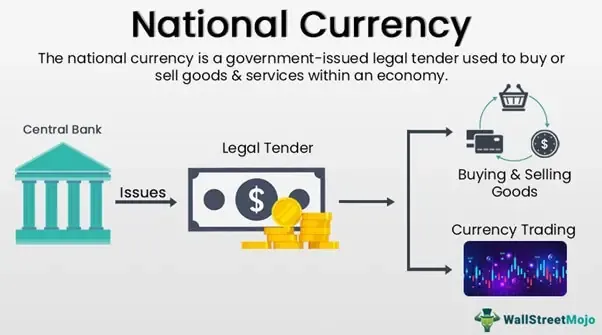 National Currency
The national currency is a government-issued legal tender used to buy or
sell goods & services within an economy.
Central Bank
Issues
Legal Tender
$
$
Buying & Selling
Goods
Currency Trading
WallStreetMojo